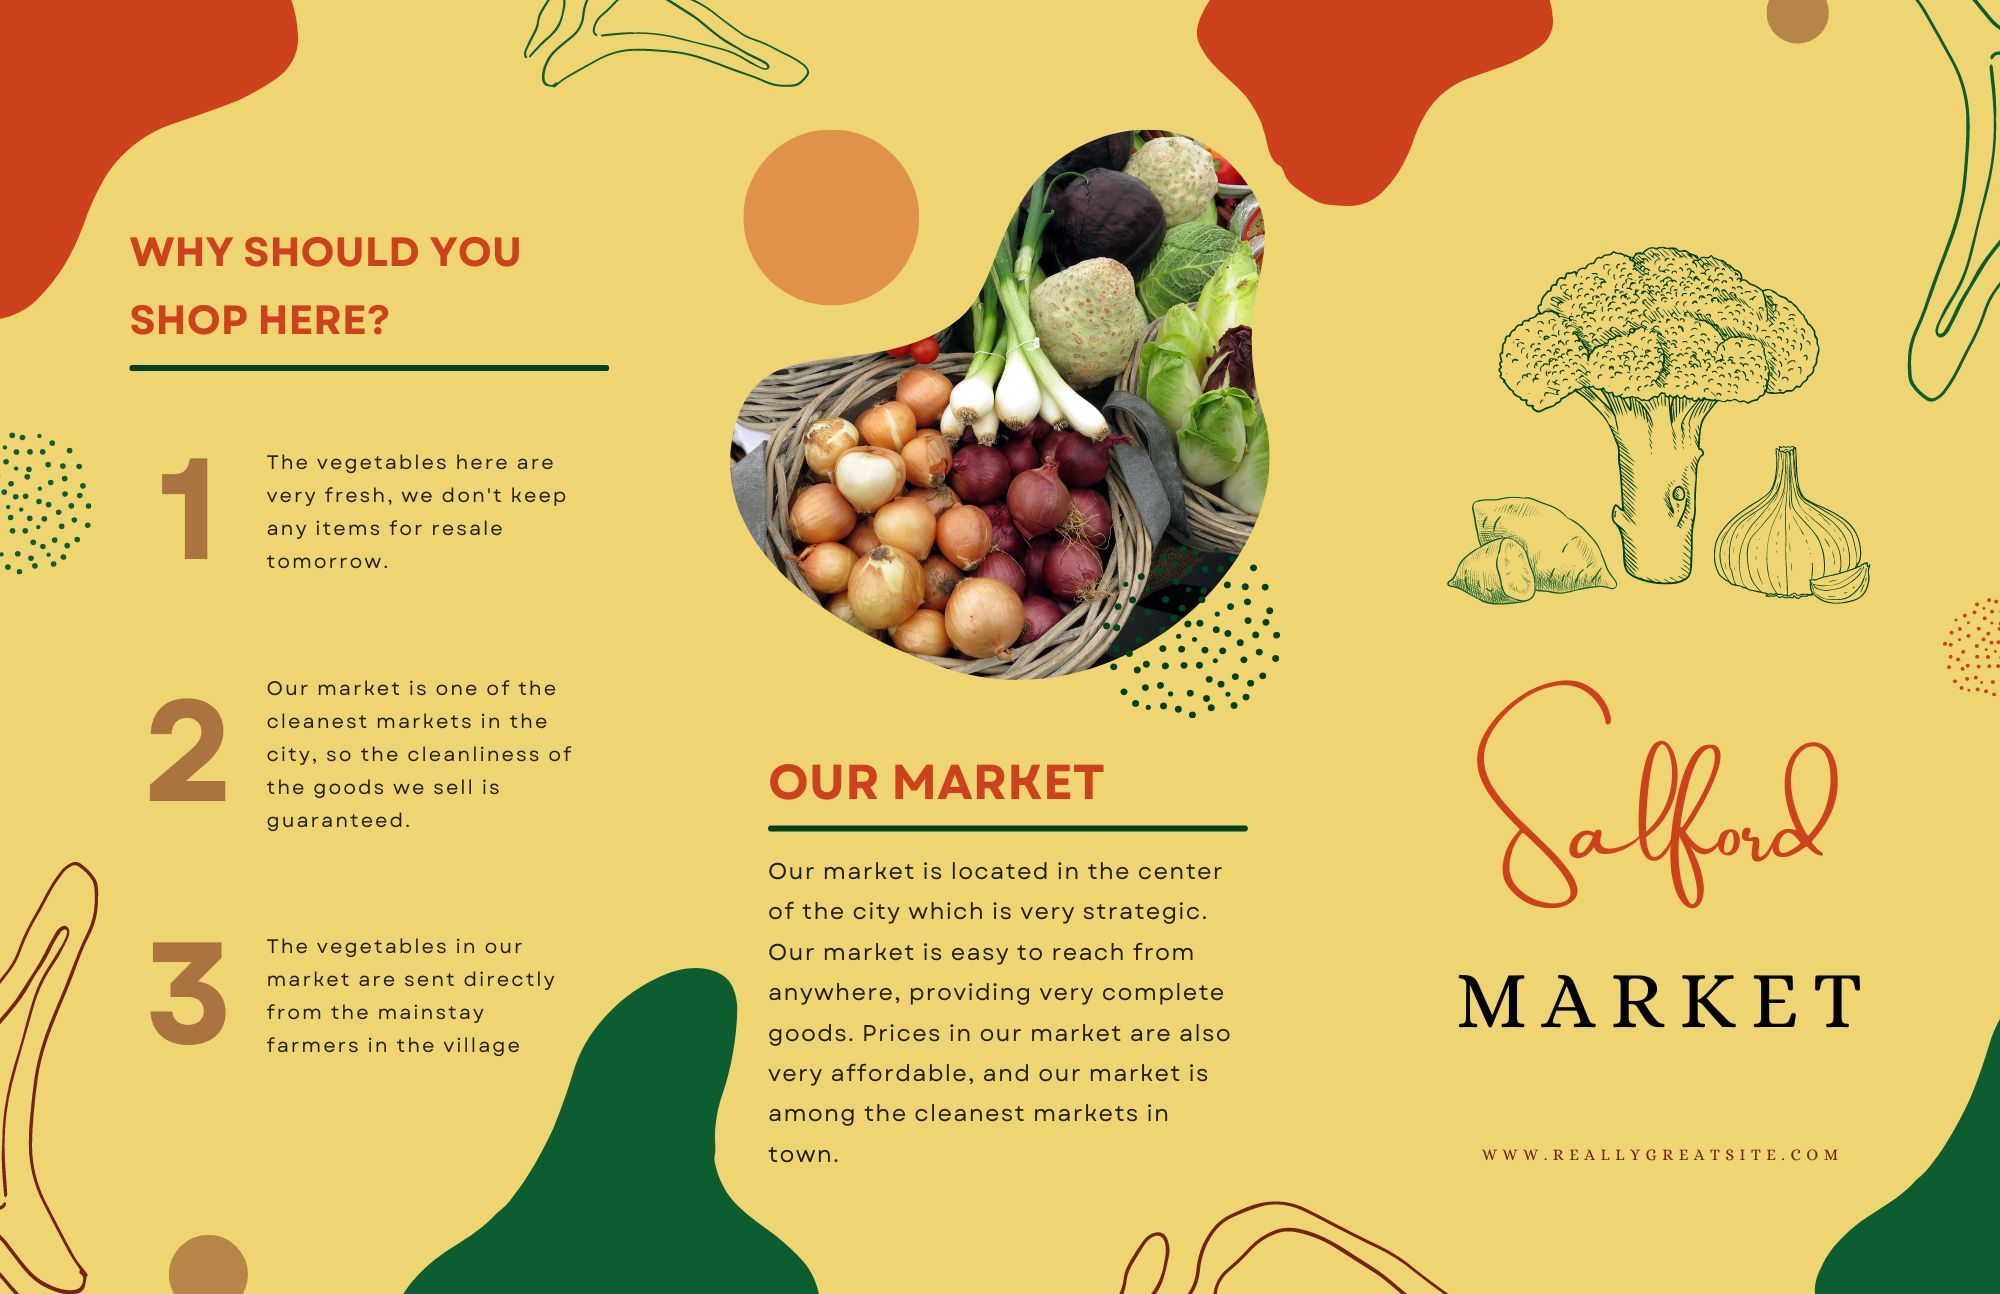 WHY SHOULD YOU
SHOP HERE?
1
The vegetables here are
very fresh, we don't keep
any items for resale
tomorrow.
2
Our market is one of the
cleanest markets in the
city, so the cleanliness of
the goods we sell is
guaranteed.
3
The vegetables in our
market are sent directly
from the mainstay
farmers in the village
OUR MARKET
Our market is located in the center
of the city which is very strategic.
Our market is easy to reach from
anywhere, providing very complete
goods. Prices in our market are also
very affordable, and our market is
among the cleanest markets in
town.
Salford
MARKET
WWW.REALLYGREATSITE.COM